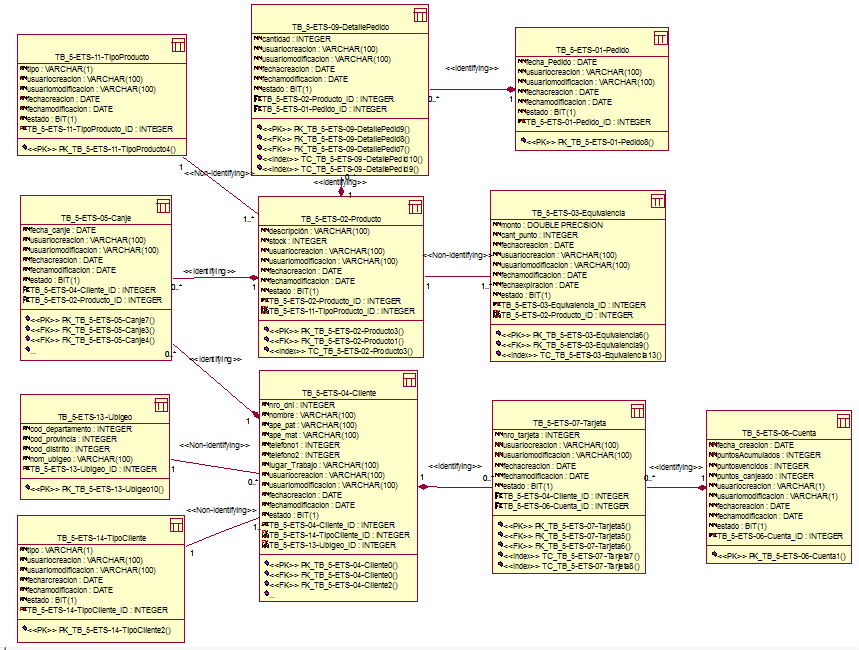 TB_5-ETS-11-TipoProducto
tipo : VARCHAR(1)
usuariocreacion : VARCHAR(100)
usuariomodificacion : VARCHAR(100)
fechacreacion : DATE
fechamodificacion : DATE
estado : BIT(1)
TB_5-ETS-11-TipoProducto_ID : INTEGER
<<PK>> PK_TB_5-ETS-11-TipoProducto4()
TB_5-ETS-09-DetallePedido
cantidad : INTEGER
usuariocreacion : VARCHAR(100)
usuariomodificacion : VARCHAR(100)
fechacreacion : DATE
fechamodificacion : DATE
estado : BIT(1)
TB_5-ETS-02-Producto_ID : INTEGER
TB_5-ETS-01-Pedido_ID : INTEGER
<<PK>> PK_TB_5-ETS-09-DetallePedid9()
<<FK>> FK_TB_5-ETS-09-DetallePedid8()
<<FK>> FK_TB_5-ETS-09-DetallePedid7()
<<Index>> TC_TB_5-ETS-09-DetallePedid10()
<<Index>> TC_TB_5-ETS-09-DetallePedid9()
<<Identifying>>
0..*
1
TB_5-ETS-01-Pedido
fecha_Pedido : DATE
usuariocreacion : VARCHAR(100)
usuariomodificacion : VARCHAR(100)
fechacreacion : DATE
fechamodificacion : DATE
estado : BIT(1)
TB_5-ETS-01-Pedido_ID : INTEGER
<<PK>> PK_TB_5-ETS-01-Pedido8()
1
<<Non-Identifying>>
1..*
<<Identifying>>
1
TB_5-ETS-05-Canje
fecha_canje : DATE
usuariocreacion : VARCHAR(100)
usuariomodificacion : VARCHAR(100)
fechacreacion : DATE
fechamodificacion : DATE
estado : BIT(1)
TB_5-ETS-04-Cliente_ID : INTEGER
TB_5-ETS-02-Producto_ID : INTEGER
<<PK>> PK_TB_5-ETS-05-Canje7()
<<FK>> FK_TB_5-ETS-05-Canje3()
<<FK>> FK_TB_5-ETS-05-Canje4()
...
<<Identifying>>
0..*
1
TB_5-ETS-02-Producto
descripción : VARCHAR(100)
stock : INTEGER
usuariocreacion : VARCHAR(100)
usuariomodificacion : VARCHAR(100)
fechacreacion : DATE
fechamodificacion : DATE
estado : BIT(1)
TB_5-ETS-02-Producto_ID : INTEGER
TB_5-ETS-11-TipoProducto_ID : INTEGER
<<PK>> PK_TB_5-ETS-02-Producto3()
<<FK>> FK_TB_5-ETS-02-Producto1()
<<Index>> TC_TB_5-ETS-02-Producto3()
<<Non-Identifying>>
1
1..*
TB_5-ETS-03-Equivalencia
monto : DOUBLE PRECISION
cant_punto : INTEGER
fechacreacion : DATE
usuariocreacion : VARCHAR(100)
usuariomodificacion : VARCHAR(100)
fechamodificacion : DATE
fechaexpiracion : DATE
estado : BIT(1)
TB_5-ETS-03-Equivalencia_ID : INTEGER
TB_5-ETS-02-Producto_ID : INTEGER
<<PK>> PK_TB_5-ETS-03-Equivalencia6()
<<FK>> FK_TB_5-ETS-03-Equivalencia9()
<<Index>> TC_TB_5-ETS-03-Equivalencia13()
0..*
<<Identifying>>
1
TB_5-ETS-13-Ubigeo
cod_departamento : INTEGER
cod_provincia : INTEGER
cod_distrito : INTEGER
nom_ubigeo : VARCHAR(100)
TB_5-ETS-13-Ubigeo_ID : INTEGER
<<PK>> PK_TB_5-ETS-13-Ubigeo10()
<<Non-Identifying>>
1
0..*
TB_5-ETS-14-TipoCliente
tipo : VARCHAR(1)
usuariocreacion : VARCHAR(100)
usuariomodificacion : VARCHAR(100)
fecharcreacion : DATE
fechamodificacion : DATE
estado : BIT(1)
TB_5-ETS-14-TipoCliente_ID : INTEGER
<<PK>> PK_TB_5-ETS-14-TipoCliente2()
<<Non-Identifying>>
1
TB_5-ETS-04-Cliente
nro_dni : INTEGER
nombre : VARCHAR(100)
ape_pat : VARCHAR(100)
ape_mat : VARCHAR(100)
telefono1 : INTEGER
telefono2 : INTEGER
lugar_Trabajo : VARCHAR(100)
usuariocreacion : VARCHAR(100)
usuariomodificacion : VARCHAR(100)
fechacreacion : DATE
fechamodificacion : DATE
estado : BIT(1)
TB_5-ETS-04-Cliente_ID : INTEGER
TB_5-ETS-14-TipoCliente_ID : INTEGER
TB_5-ETS-13-Ubigeo_ID : INTEGER
<<PK>> PK_TB_5-ETS-04-Cliente0()
<<FK>> FK_TB_5-ETS-04-Cliente0()
<<FK>> FK_TB_5-ETS-04-Cliente2()
...
<<Identifying>>
1
0..*
TB_5-ETS-07-Tarjeta
nro_tarjeta : INTEGER
usuariocreacion : VARCHAR(100)
usuariomodificacion : VARCHAR(100)
fechacreacion : DATE
fechamodificacion : DATE
estado : BIT(1)
TB_5-ETS-04-Cliente_ID : INTEGER
TB_5-ETS-06-Cuenta_ID : INTEGER
<<PK>> PK_TB_5-ETS-07-Tarjeta5()
<<FK>> FK_TB_5-ETS-07-Tarjeta5()
<<FK>> FK_TB_5-ETS-07-Tarjeta6()
<<Index>> TC_TB_5-ETS-07-Tarjeta7()
<<Index>> TC_TB_5-ETS-07-Tarjeta8()
<<Identifying>>
0..*
1
TB_5-ETS-06-Cuenta
fecha_creacion : DATE
puntosAcumulados : INTEGER
puntosvencidos : INTEGER
puntos_canjeado : INTEGER
usuariocreacion : VARCHAR(1)
usuariomodificacion : VARCHAR(1)
fechacreacion : DATE
fechamodificacion : DATE
estado : BIT(1)
TB_5-ETS-06-Cuenta_ID : INTEGER
<<PK>> PK_TB_5-ETS-06-Cuenta1()